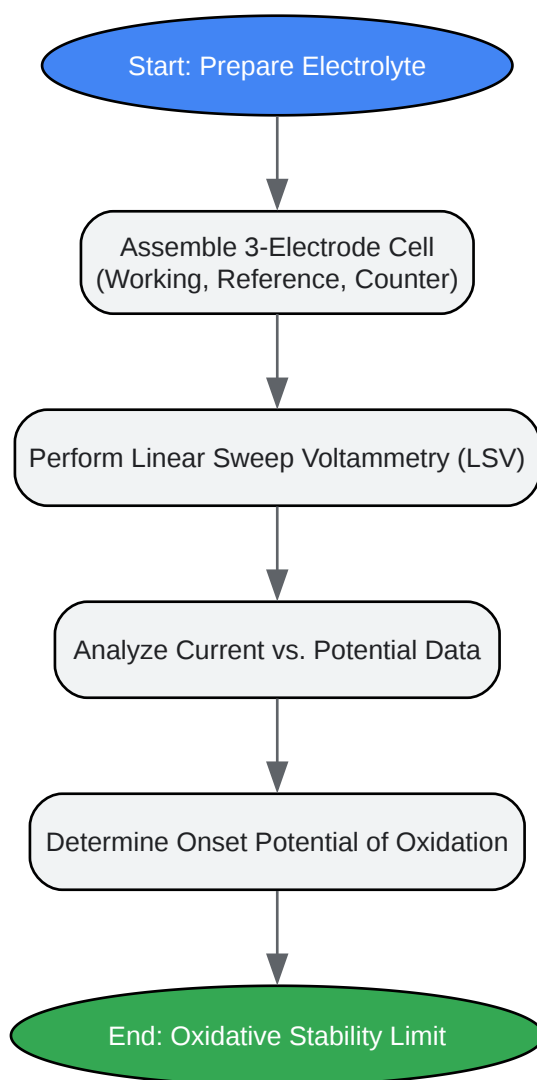 Start: Prepare Electrolyte
Assemble 3-Electrode Cell
(Working, Reference, Counter)
Perform Linear Sweep Voltammetry (LSV)
Analyze Current vs. Potential Data
Determine Onset Potential of Oxidation
End: Oxidative Stability Limit